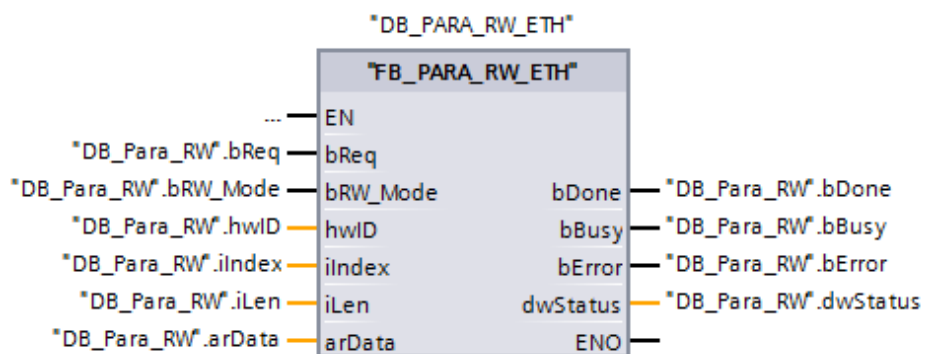 "DB_PARA_RW_ETH"
"FB_PARA_RW_ETH"
... EN
"DB_Para_RW".bReq bReq
"DB_Para_RW".bRW_Mode bRW_Mode bDone "DB_Para_RW".bDone
"DB_Para_RW".hwID hwID bBusy "DB_Para_RW".bBusy
"DB_Para_RW".iIndex iIndex bError "DB_Para_RW".bError
"DB_Para_RW".iLen iLen dwStatus "DB_Para_RW".dwStatus
"DB_Para_RW".arData arData ENO